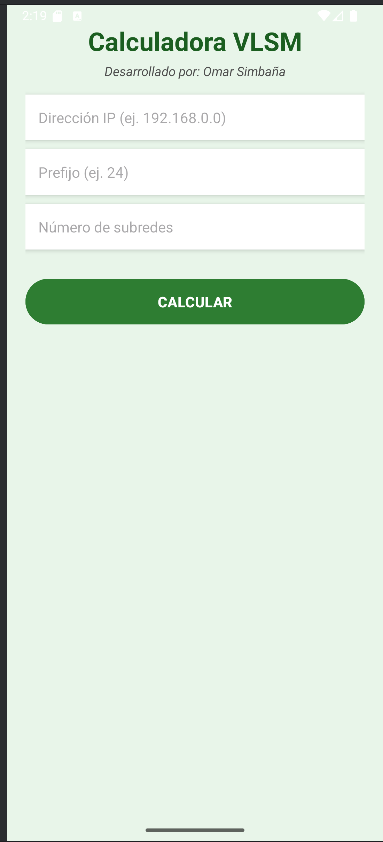 2:19
Calculadora VLSM
Desarrollado por: Omar Simbaña
Dirección IP (ej. 192.168.0.0)
Prefijo (ej. 24)
Número de subredes
CALCULAR